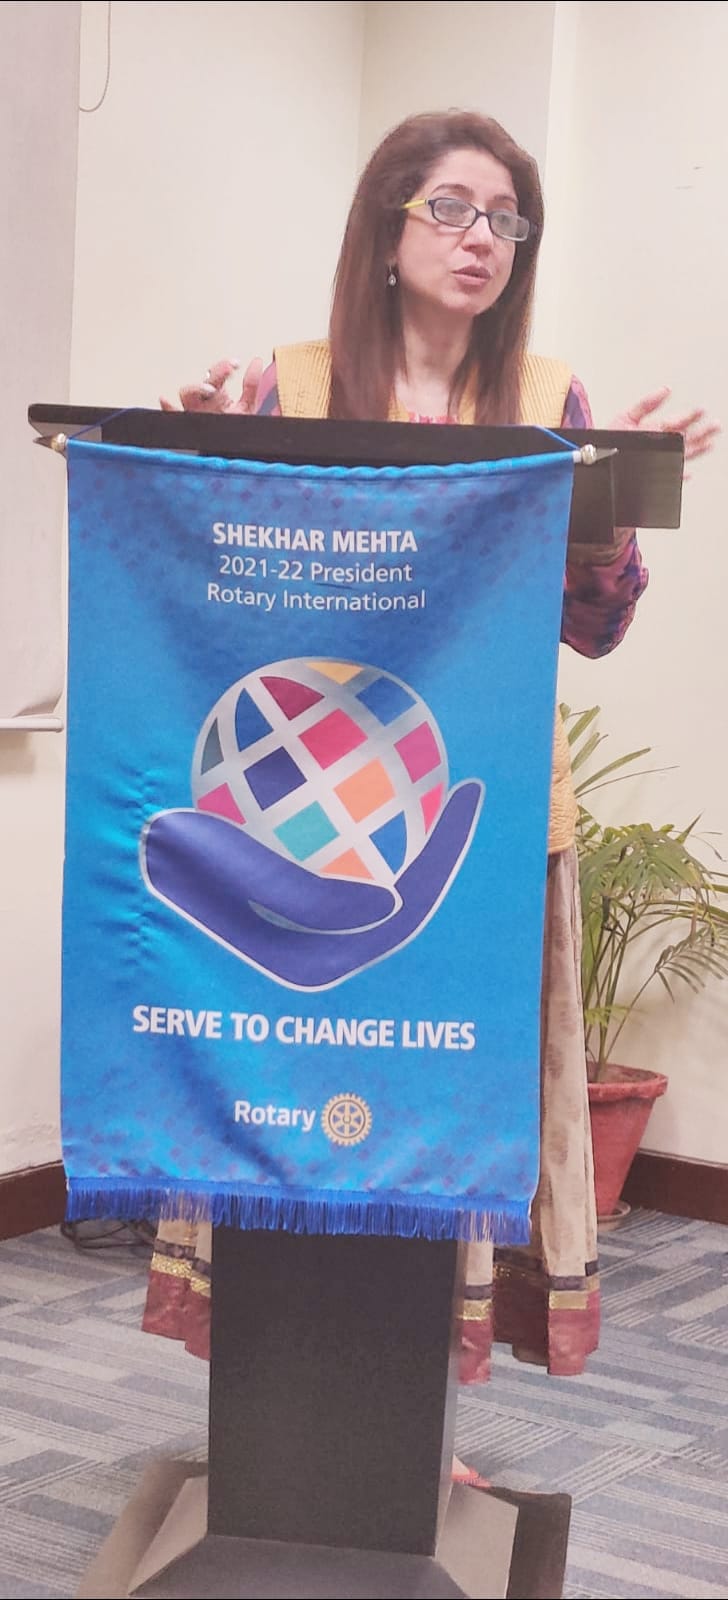 SHEKHAR MEHTA
2021-22 President
Rotary International
SERVE TO CHANGE LIVES
Rotary